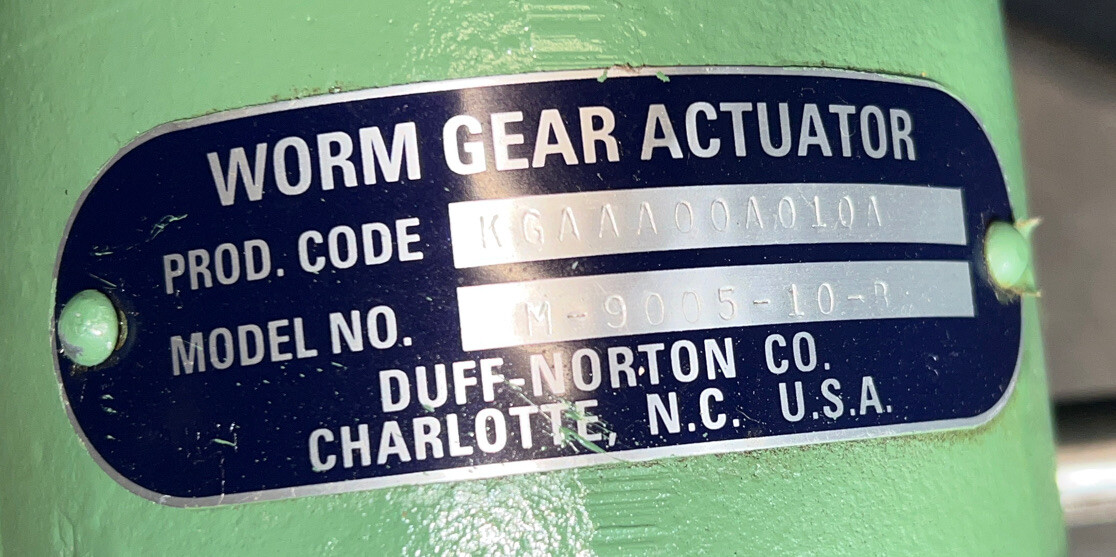 WORM GEAR ACTUATOR
PROD. CODE KGAAA00A010A
MODEL NO. M-9005-10-R
DUFF-NORTON CO.
CHARLOTTE, N.C. U.S.A.